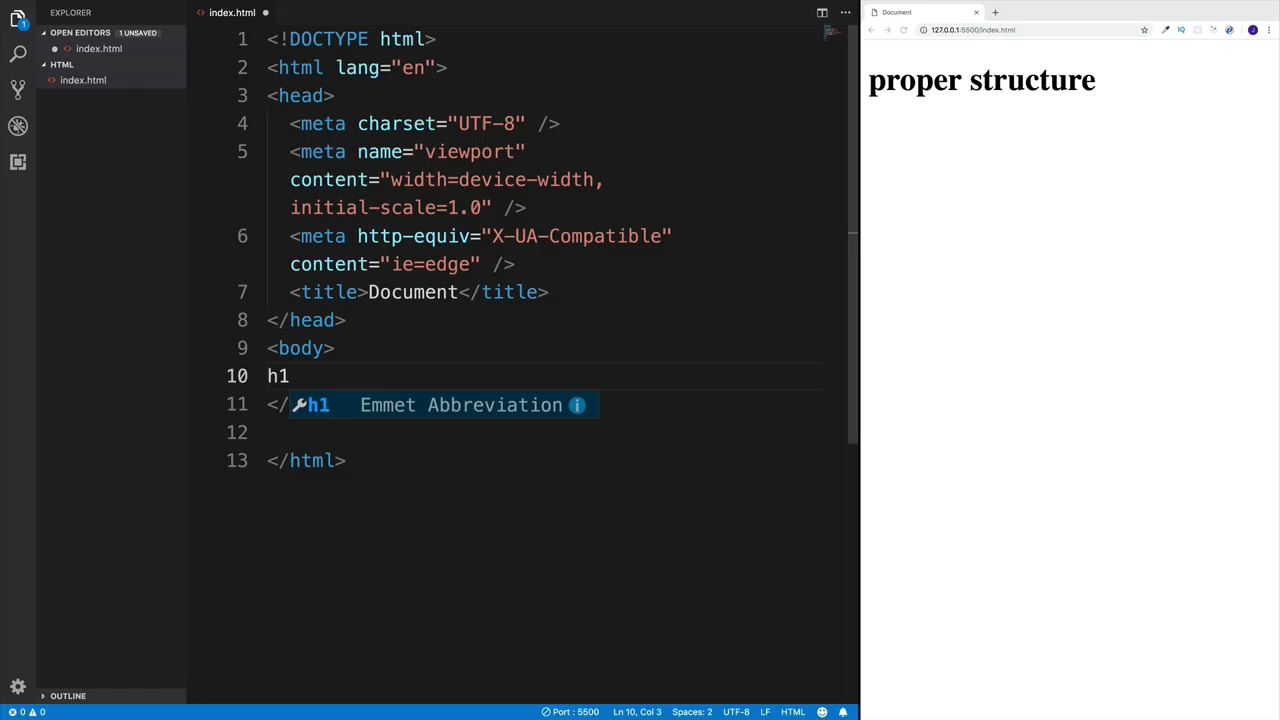 EXPLORER
OPEN EDITORS 1 UNSAVED
index.html
HTML
index.html
OUTLINE
1
index.html
1 <!DOCTYPE html>
2 <html lang="en">
3 <head>
4 <meta charset="UTF-8" />
5 <meta name="viewport"
content="width=device-width,
initial-scale=1.0" />
6 <meta http-equiv="X-UA-Compatible"
content="ie=edge" />
7 <title>Document</title>
8 </head>
9 <body>
10 h1
11 </
h1 Emmet Abbreviation
12
13 </html>
0 0
Port : 5500 Ln 10, Col 3 Spaces: 2 UTF-8 LF HTML
Document
127.0.0.1:5500/index.html
IQ
J
proper structure